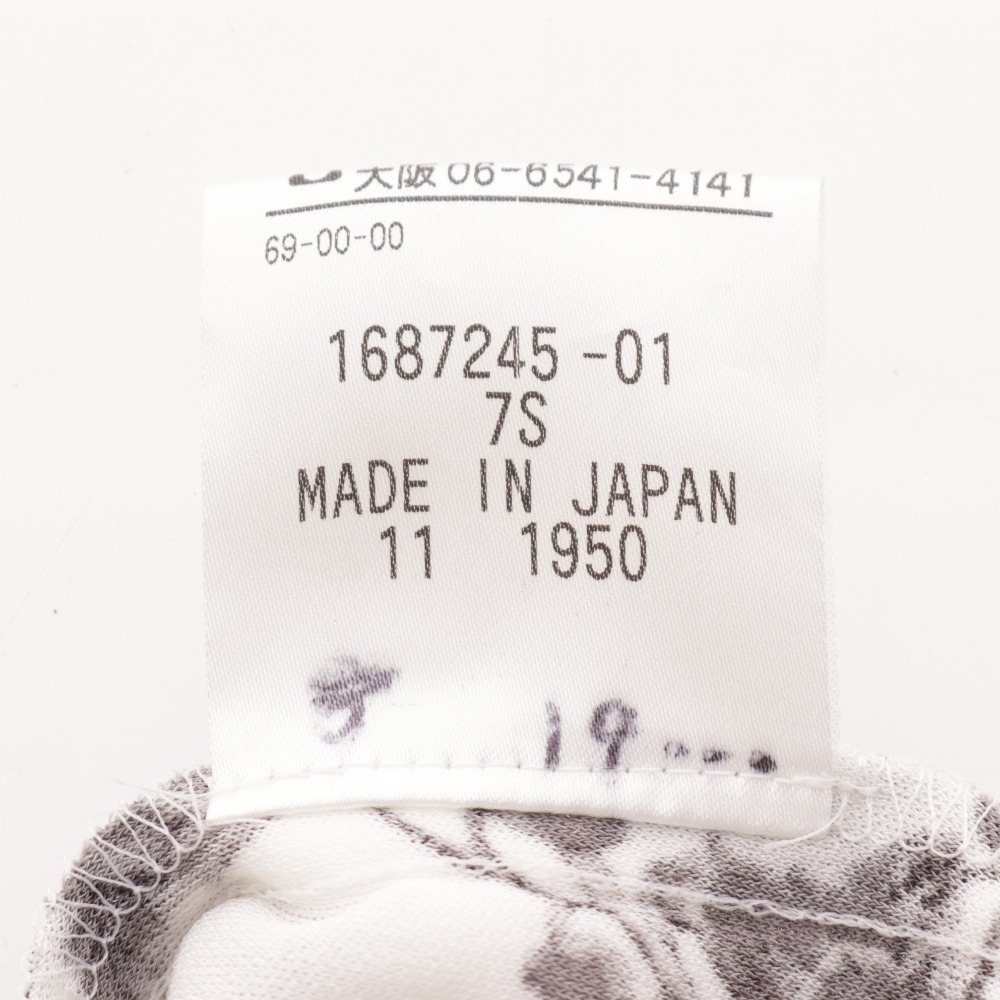 大阪 06-6541-4141
69-00-00
1687245-01
7S
MADE IN JAPAN
11 1950
19